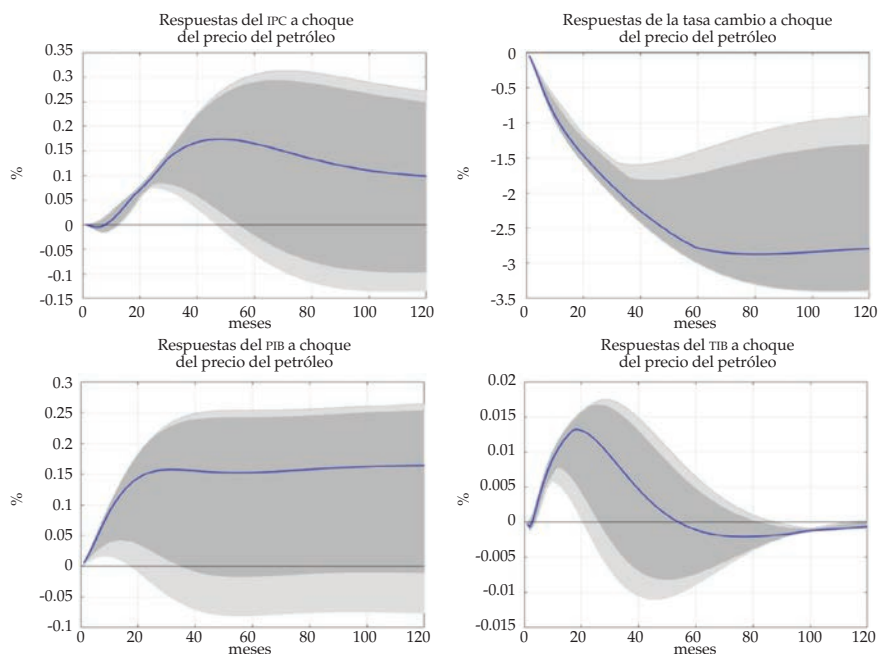 Respuestas del IPC a choque
del precio del petróleo
%
0.35
0.3
0.25
0.2
0.15
0.1
0.05
0
-0.05
-0.1
-0.15
0 20 40 60 80 100 120
meses
Respuestas de la tasa cambio a choque
del precio del petróleo
%
0
-0.5
-1
-1.5
-2
-2.5
-3
-3.5
0 20 40 60 80 100 120
meses
Respuestas del PIB a choque
del precio del petróleo
%
0.3
0.25
0.2
0.15
0.1
0.05
0
-0.05
-0.1
0 20 40 60 80 100 120
meses
Respuestas del TIB a choque
del precio del petróleo
%
0.02
0.015
0.01
0.005
0
-0.005
-0.01
-0.015
0 20 40 60 80 100 120
meses